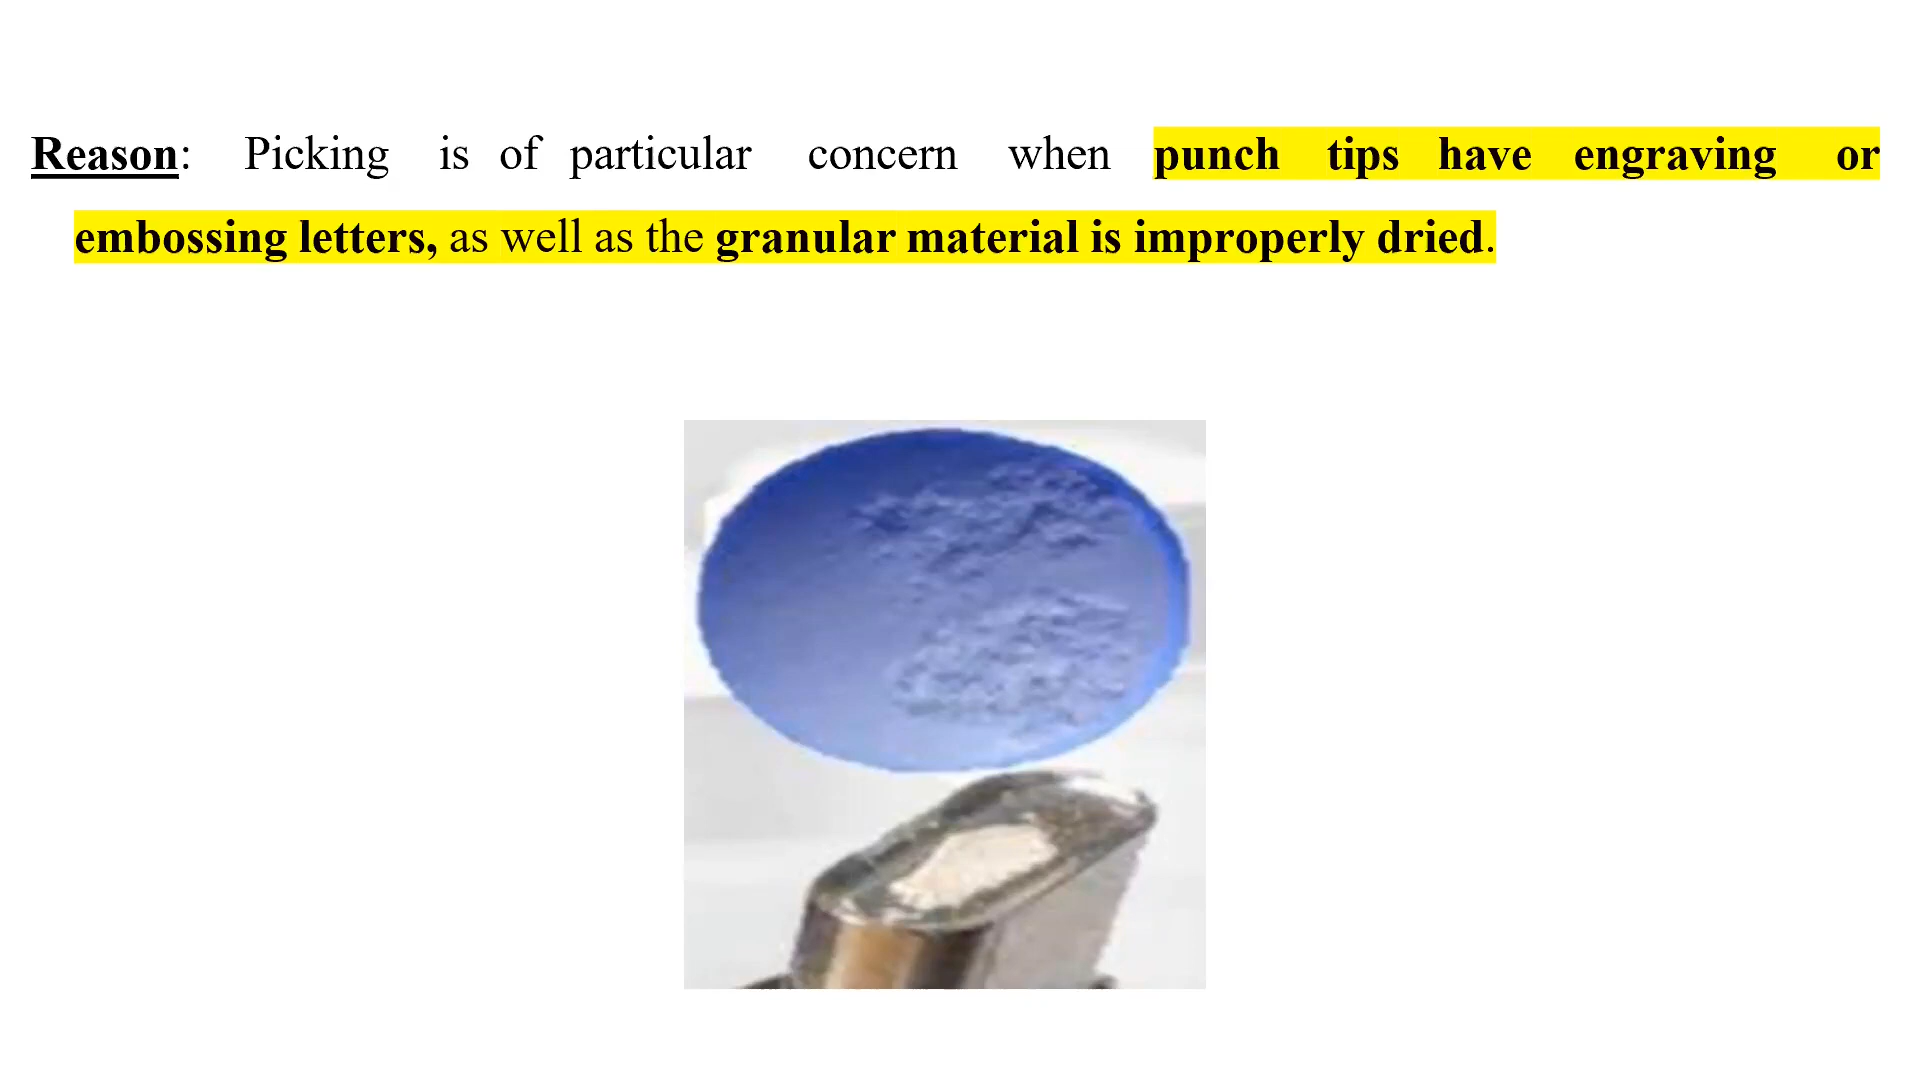 Reason: Picking is of particular concern when punch tips have engraving or
embossing letters, as well as the granular material is improperly dried.